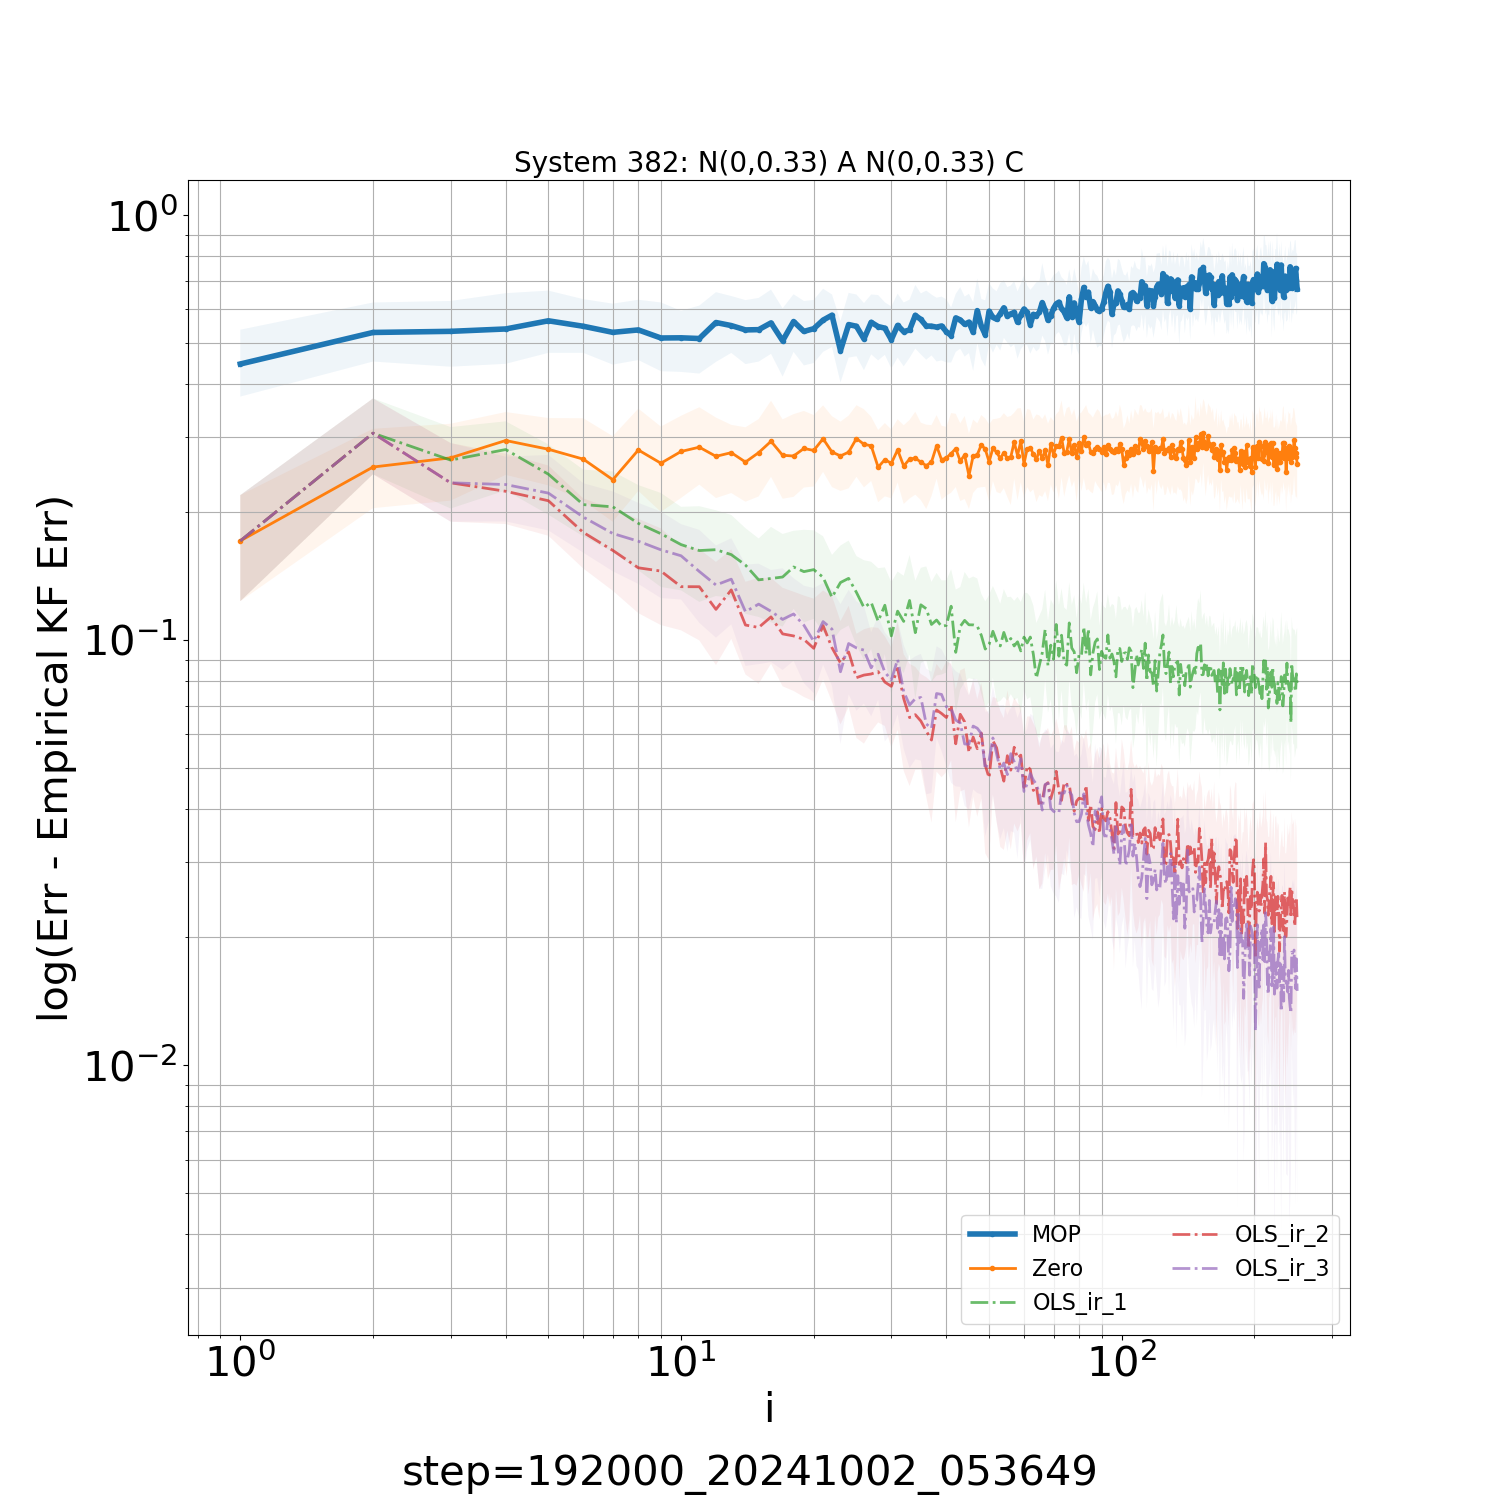 System 382: N(0,0.33) A N(0,0.33) C
log(Err - Empirical KF Err)
10⁰
10⁻¹
10⁻²
MOP
Zero
OLS_ir_1
OLS_ir_2
OLS_ir_3
10⁰ 10¹ 10²
i
step=192000_20241002_053649